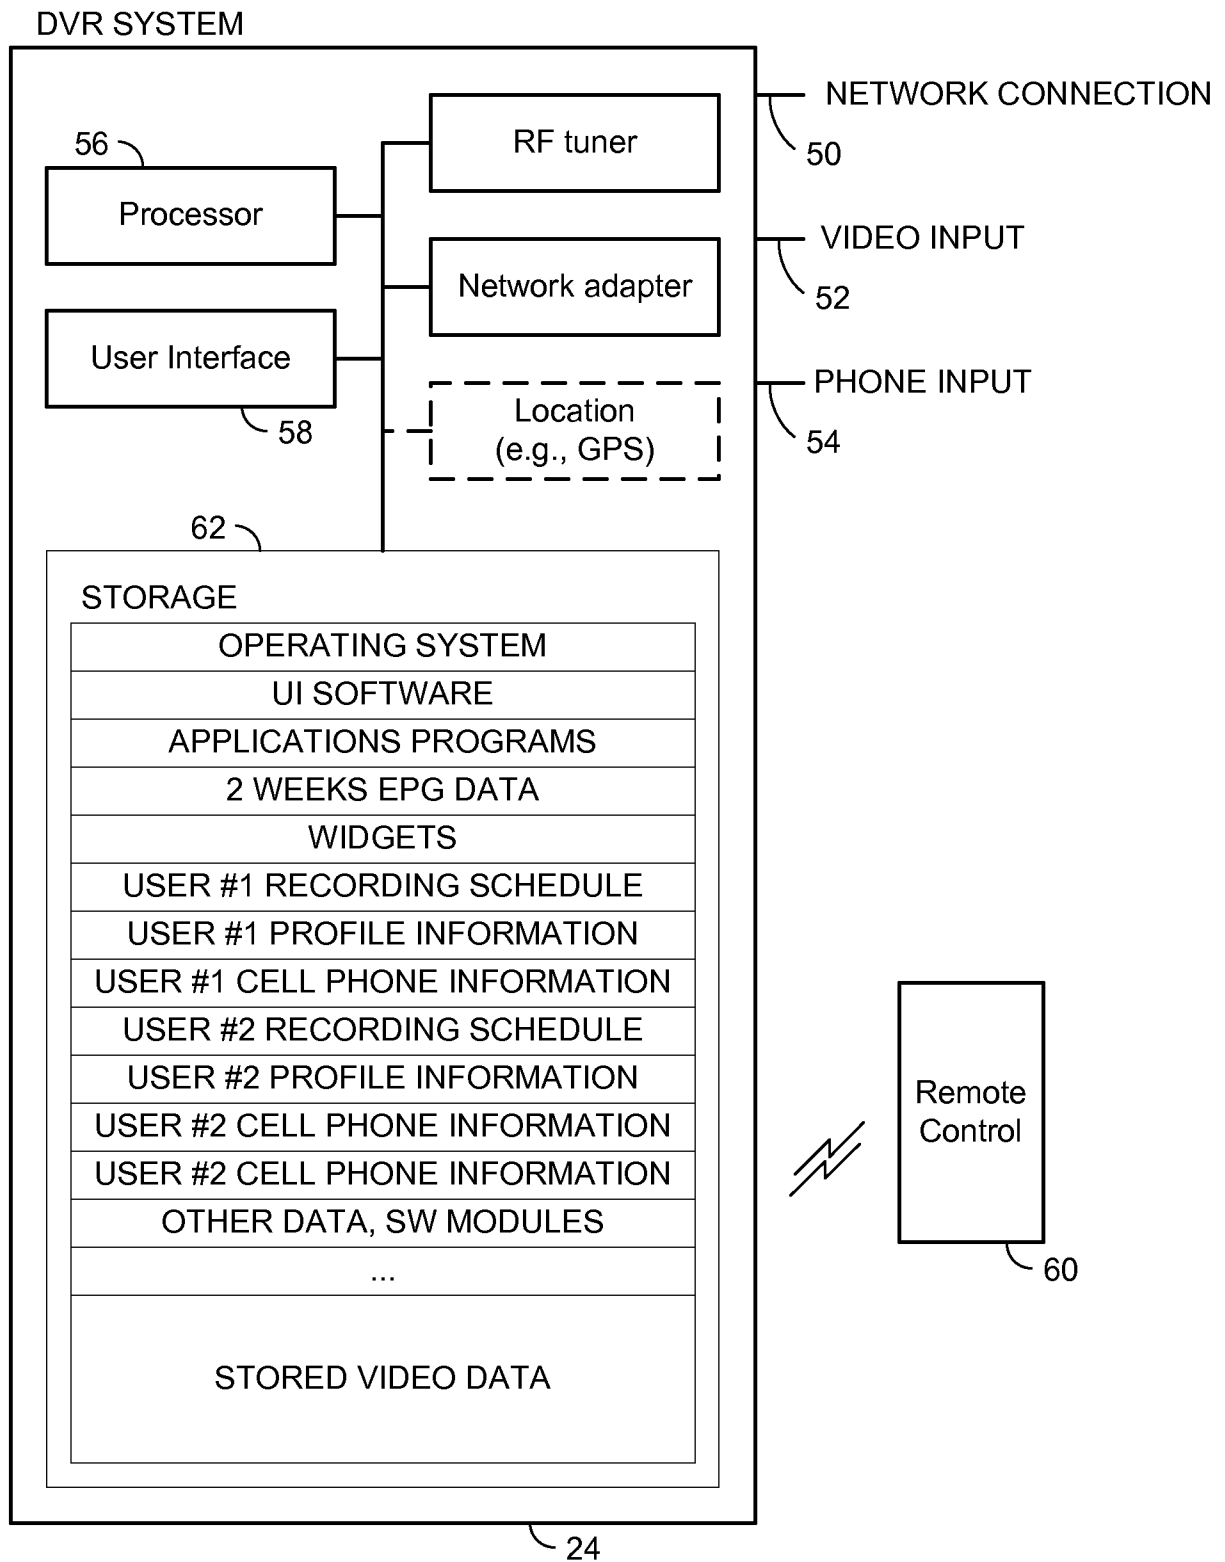 DVR SYSTEM
NETWORK CONNECTION
50
RF tuner
56
Processor
VIDEO INPUT
52
Network adapter
User Interface
58
PHONE INPUT
54
Location
(e.g., GPS)
62
STORAGE
OPERATING SYSTEM
UI SOFTWARE
APPLICATIONS PROGRAMS
2 WEEKS EPG DATA
WIDGETS
USER #1 RECORDING SCHEDULE
USER #1 PROFILE INFORMATION
USER #1 CELL PHONE INFORMATION
USER #2 RECORDING SCHEDULE
USER #2 PROFILE INFORMATION
USER #2 CELL PHONE INFORMATION
USER #2 CELL PHONE INFORMATION
OTHER DATA, SW MODULES
...
STORED VIDEO DATA
Remote
Control
60
24